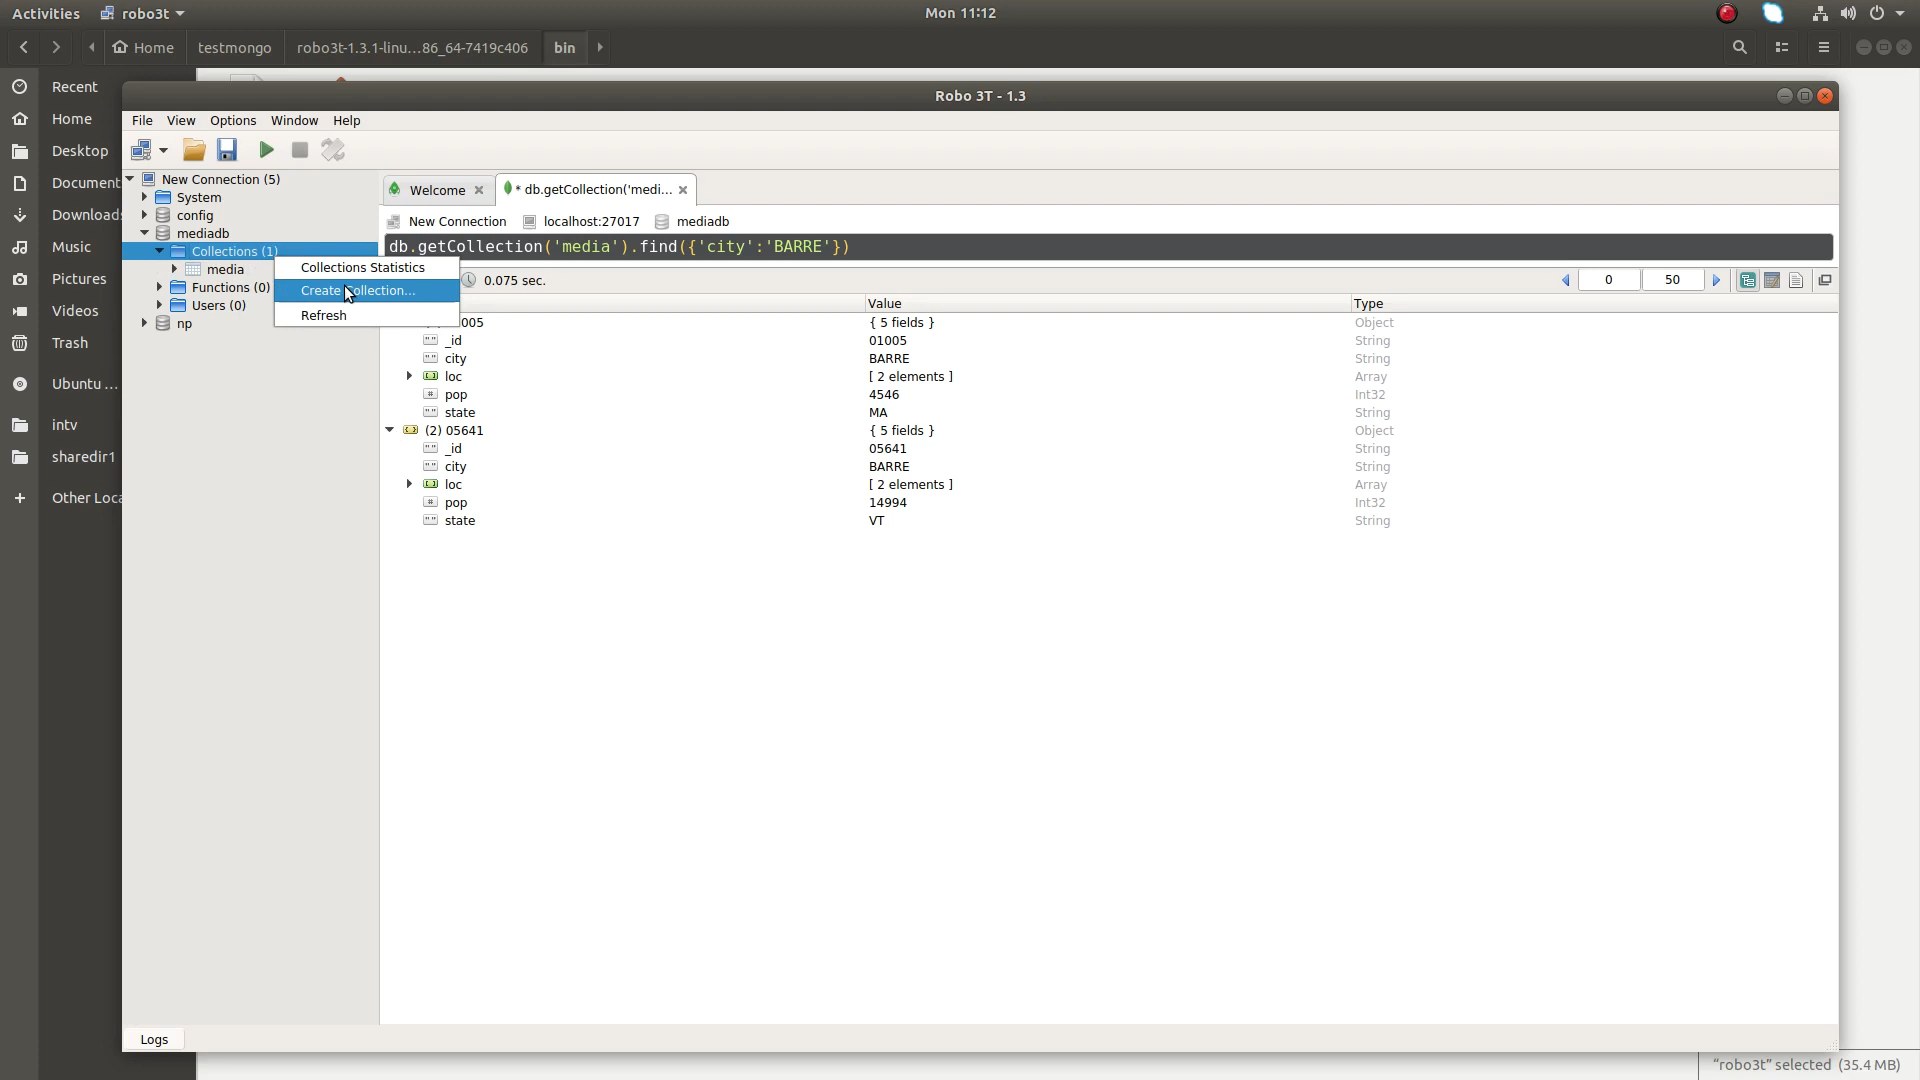 Activities robo3t Mon 11:12
Home testmongo robo3t-1.3.1-linu...86_64-7419c406 bin
Recent
Home
Desktop
Document
Downloads
Music
Pictures
Videos
Trash
Ubuntu ...
intv
sharedir1
Other Loca
Robo 3T - 1.3
File View Options Window Help
New Connection (5)
System
config
mediadb
Collections (1)
media
Functions (0)
Users (0)
np
Collections Statistics
Create Collection...
Refresh
Welcome * db.getCollection('medi...
New Connection localhost:27017 mediadb
db.getCollection('media').find({'city':'BARRE'})
0.075 sec. 0 50
Value Type
{ 5 fields } Object
_id 01005 String
city BARRE String
loc [ 2 elements ] Array
pop 4546 Int32
state MA String
(2) 05641 { 5 fields } Object
_id 05641 String
city BARRE String
loc [ 2 elements ] Array
pop 14994 Int32
state VT String
Logs
"robo3t" selected (35.4 MB)